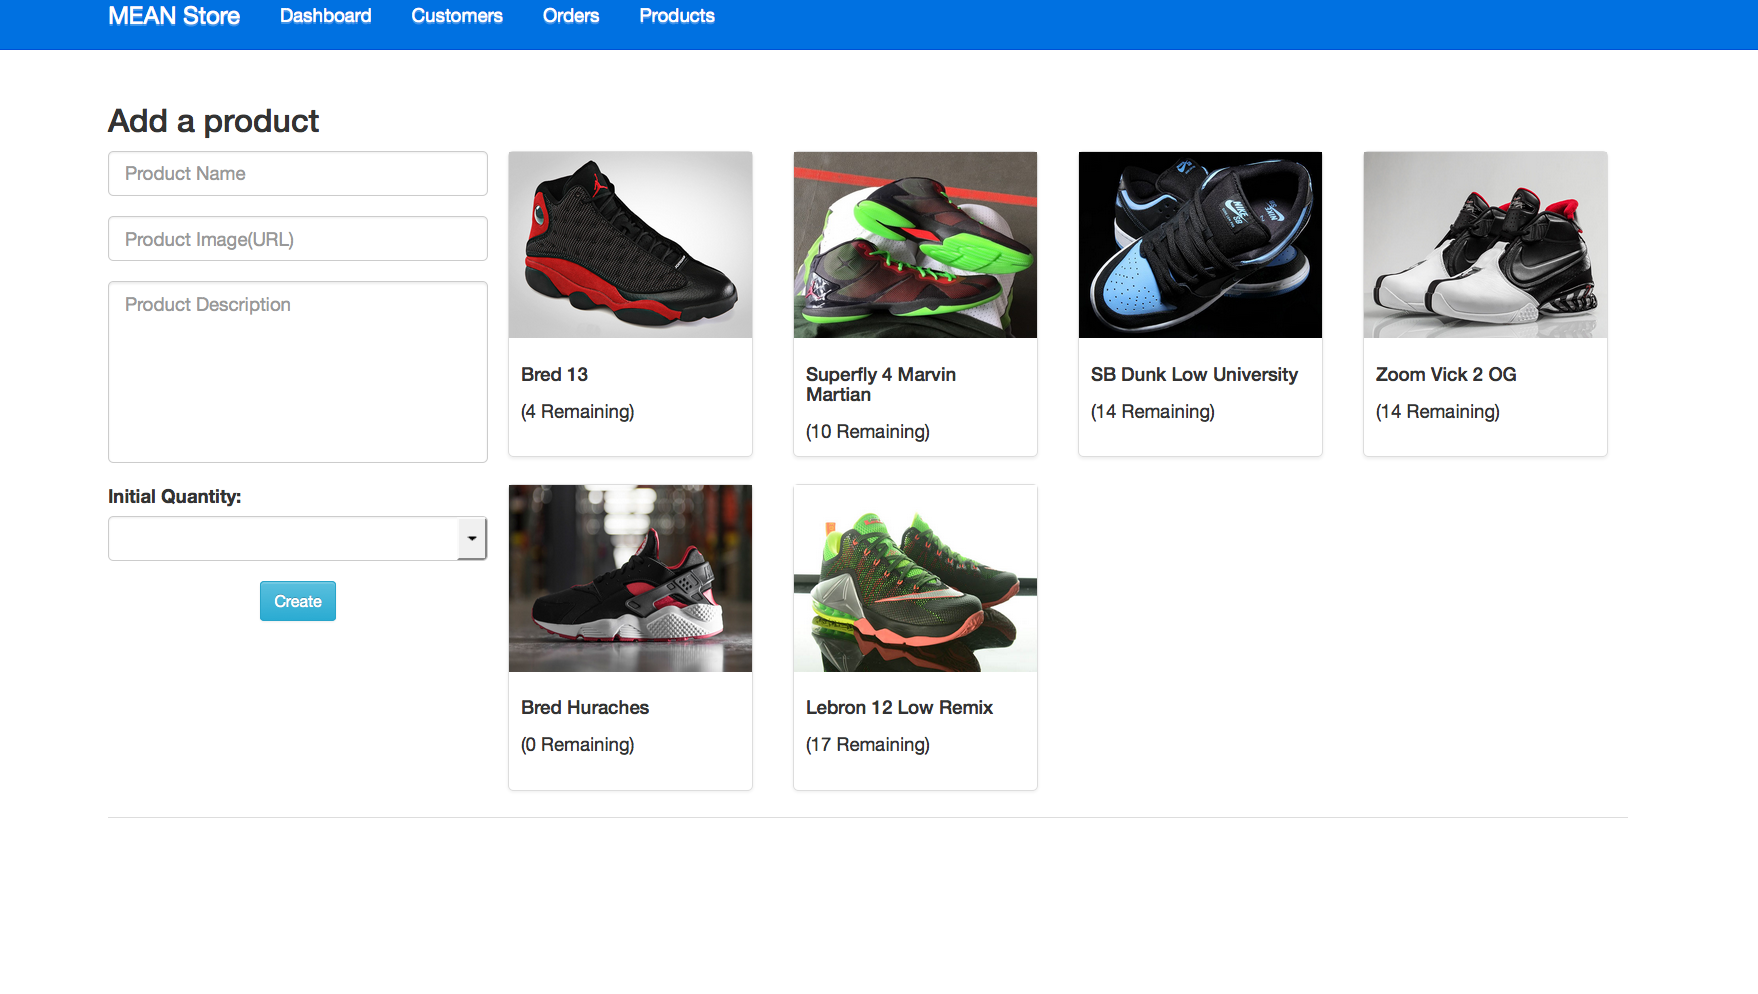 MEAN Store Dashboard Customers Orders Products
Add a product
Product Name
Product Image(URL)
Product Description
Initial Quantity:
Create
Bred 13
(4 Remaining)
Superfly 4 Marvin
Martian
(10 Remaining)
SB Dunk Low University
(14 Remaining)
Zoom Vick 2 OG
(14 Remaining)
Bred Huraches
(0 Remaining)
Lebron 12 Low Remix
(17 Remaining)
NIKE
SB